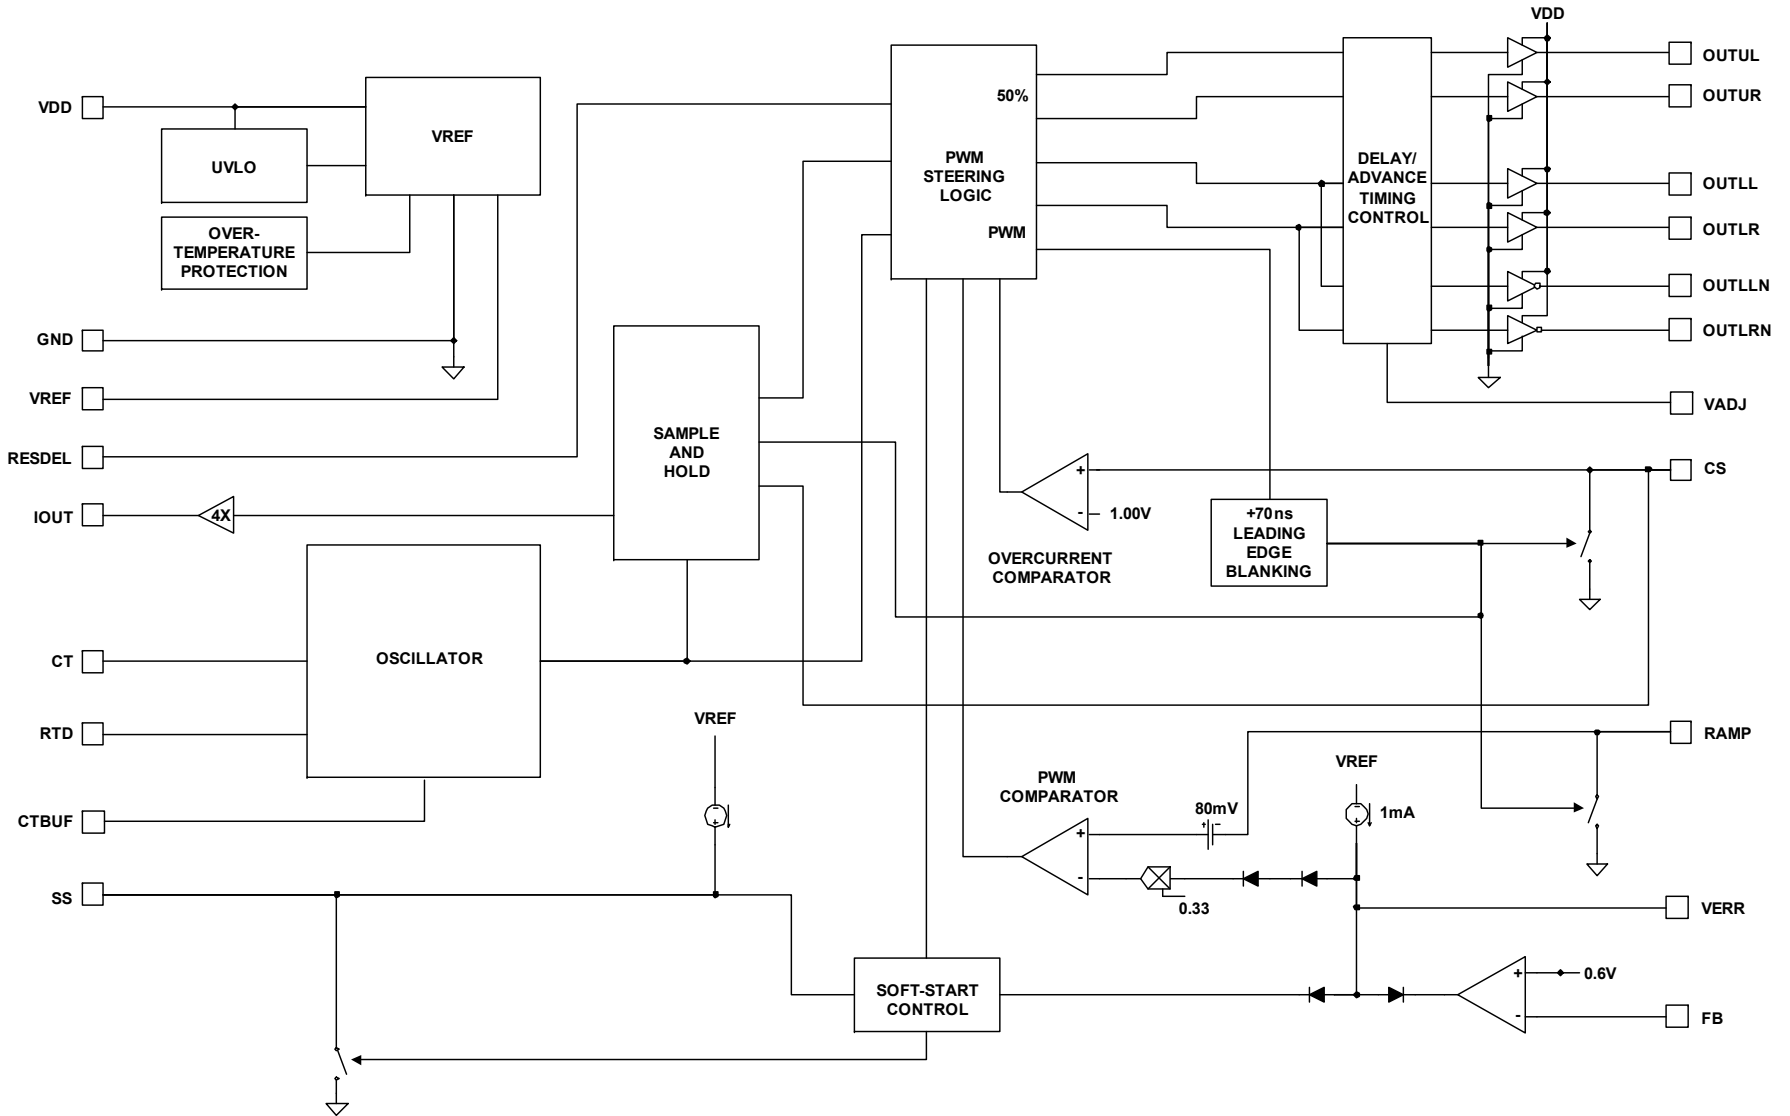 VDD
OUTUL
VDD
50%
OUTUR
VREF
UVLO
PWM
STEERING
LOGIC
DELAY/
ADVANCE
TIMING
CONTROL
OUTLL
OVER-
TEMPERATURE
PROTECTION
PWM
OUTLR
OUTLLN
GND
OUTLRN
VREF
VADJ
RESDEL
SAMPLE
AND
HOLD
+
CS
IOUT
4X
-
1.00V
+70ns
LEADING
EDGE
BLANKING
OVERCURRENT
COMPARATOR
CT
OSCILLATOR
RTD
VREF
RAMP
VREF
PWM
COMPARATOR
CTBUF
-
+
80mV
+
-
-
+
1mA
+
-
0.33
SS
VERR
SOFT-START
CONTROL
+
0.6V
-
FB